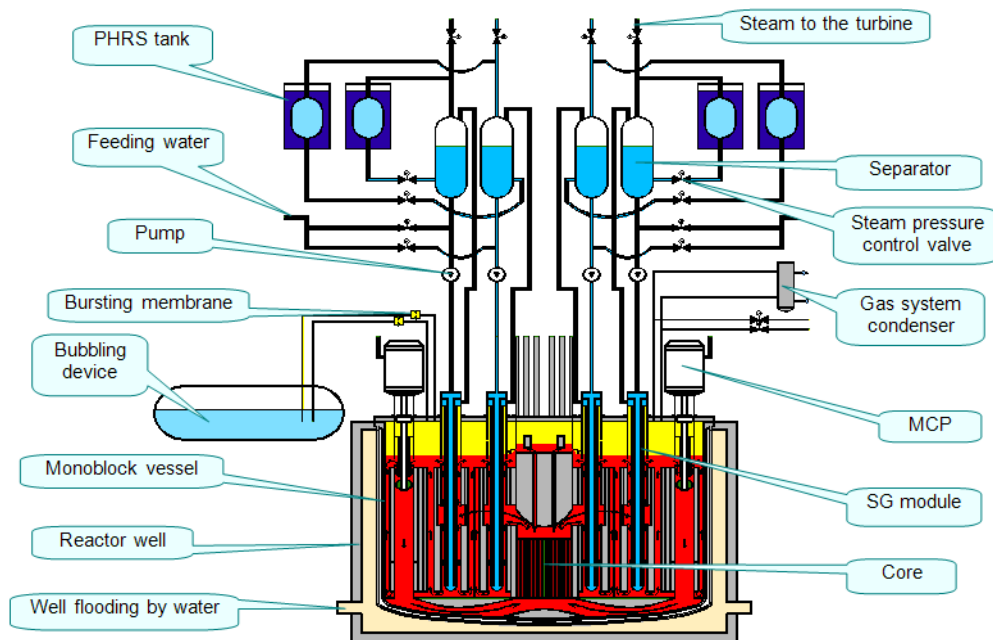 PHRS tank
Feeding water
Pump
Bursting membrane
Bubbling
device
Monoblock vessel
Reactor well
Well flooding by water
Steam to the turbine
Separator
Steam pressure
control valve
Gas system
condenser
MCP
SG module
Core